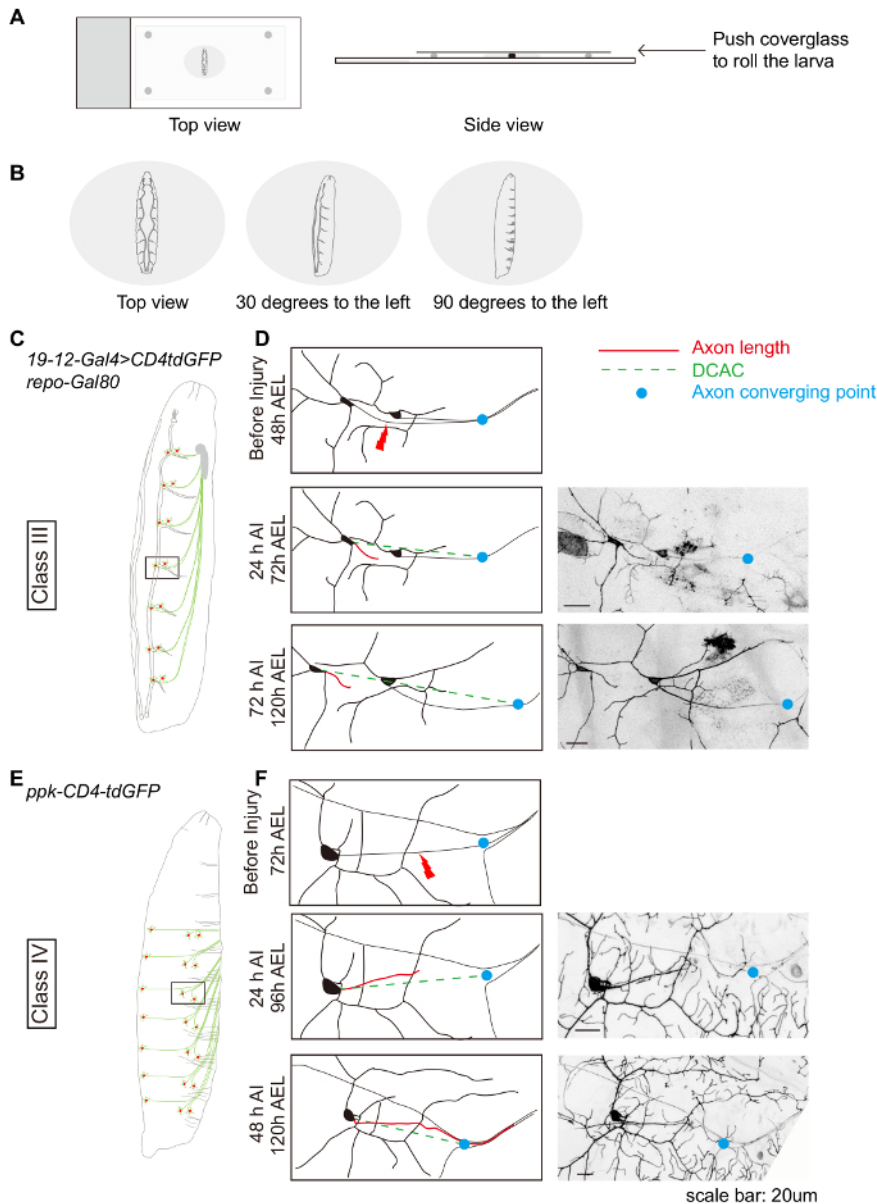 A
Top view
Side view
Push coverglass
to roll the larva
B
Top view
30 degrees to the left
90 degrees to the left
C
19-12-Gal4>CD4tdGFP
repo-Gal80
Class III
D
Before Injury
48h AEL
24 h AI
72h AEL
72 h AI
120h AEL
Axon length
DCAC
Axon converging point
E
ppk-CD4-tdGFP
Class IV
F
Before Injury
72h AEL
24 h AI
96h AEL
48 h AI
120h AEL
scale bar: 20um